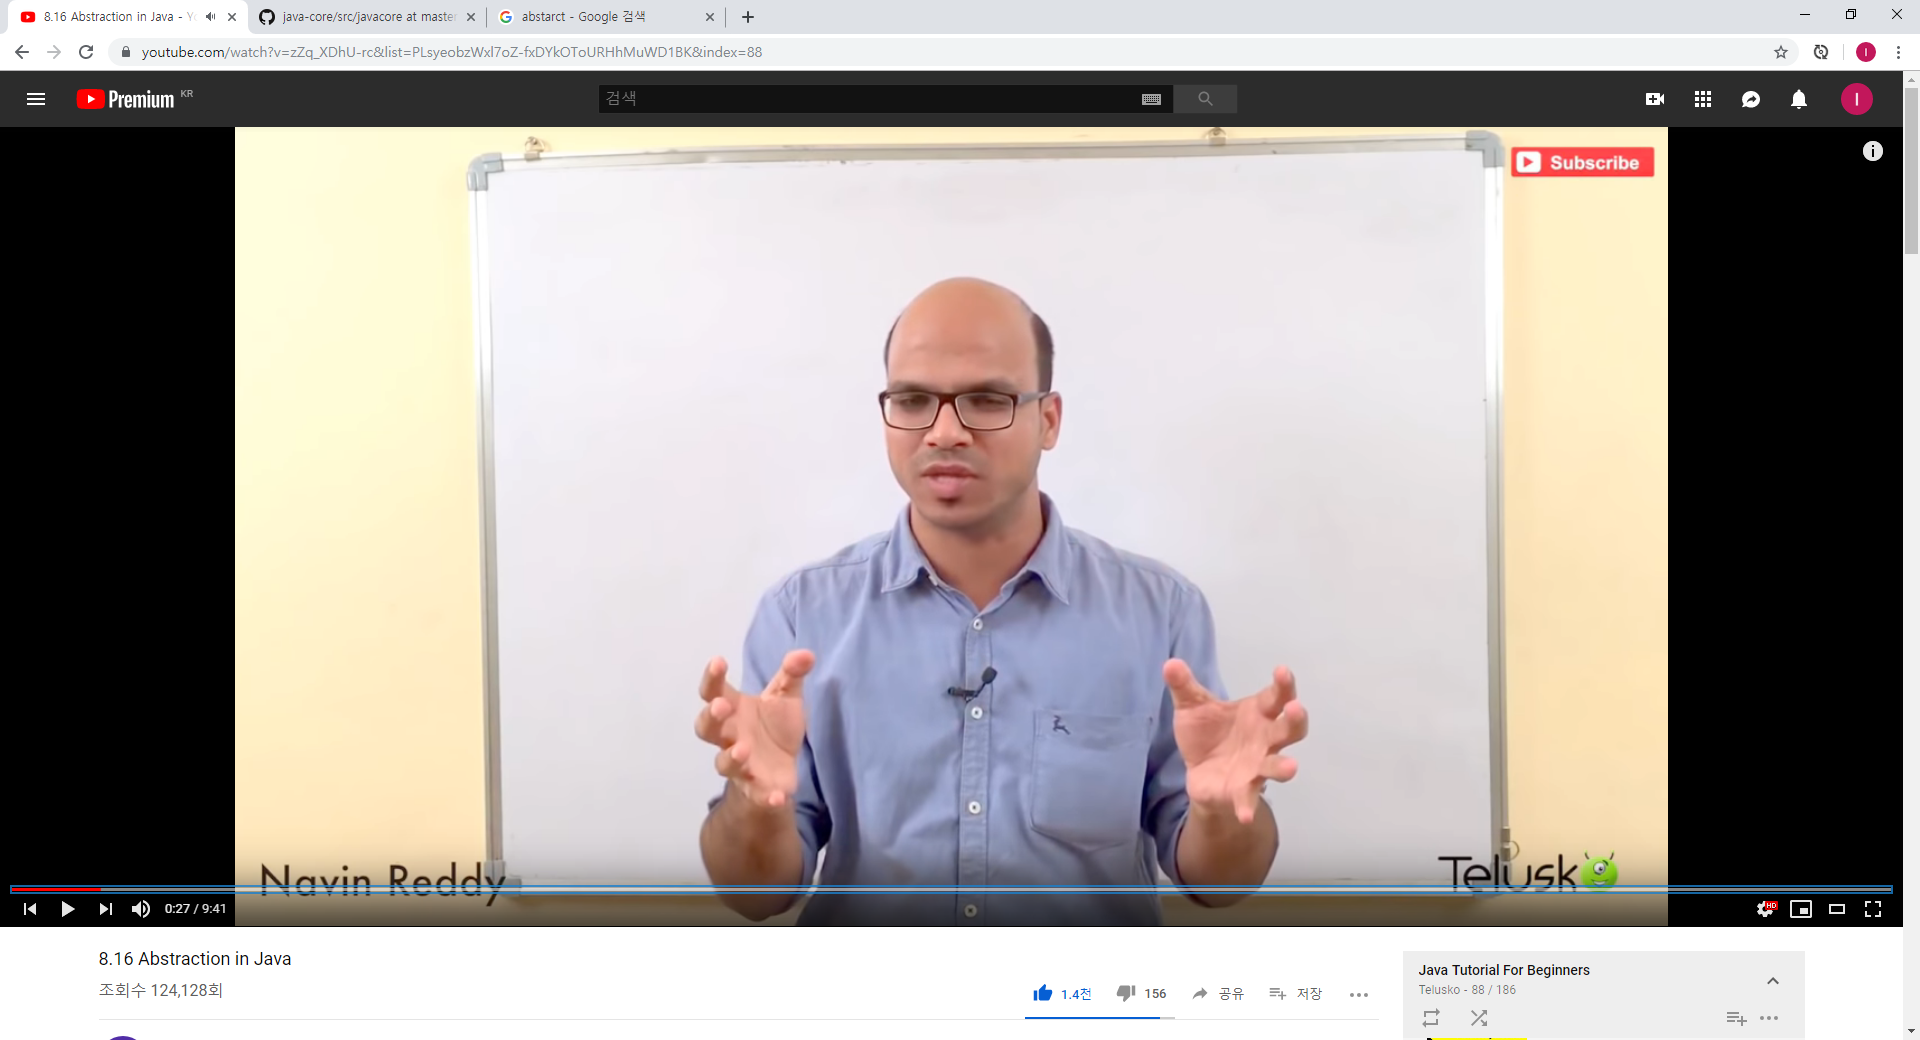 8.16 Abstraction in Java - Y
java-core/src/javacore at master
abstarct - Google 검색
youtube.com/watch?v=zZq_XDhU-rc&list=PLsyeobzWxl7oZ-fxDYkOToURHhMuWD1BK&index=88
I
Premium KR
검색
I
Subscribe
Navin Reddy
Telusko
0:27 / 9:41
HD
8.16 Abstraction in Java
조회수 124,128회
1.4천
156
공유
저장
Java Tutorial For Beginners
Telusko - 88 / 186